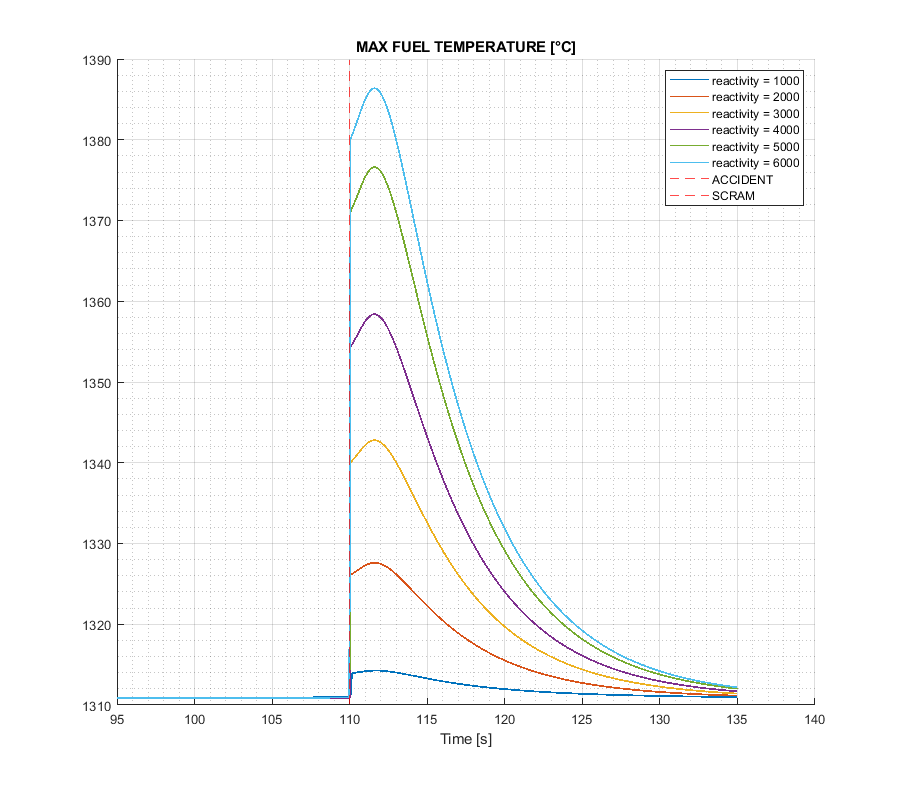 MAX FUEL TEMPERATURE [°C]
1390
1380
1370
1360
1350
1340
1330
1320
1310
reactivity = 1000
reactivity = 2000
reactivity = 3000
reactivity = 4000
reactivity = 5000
reactivity = 6000
ACCIDENT
SCRAM
95 100 105 110 115 120 125 130 135 140
Time [s]